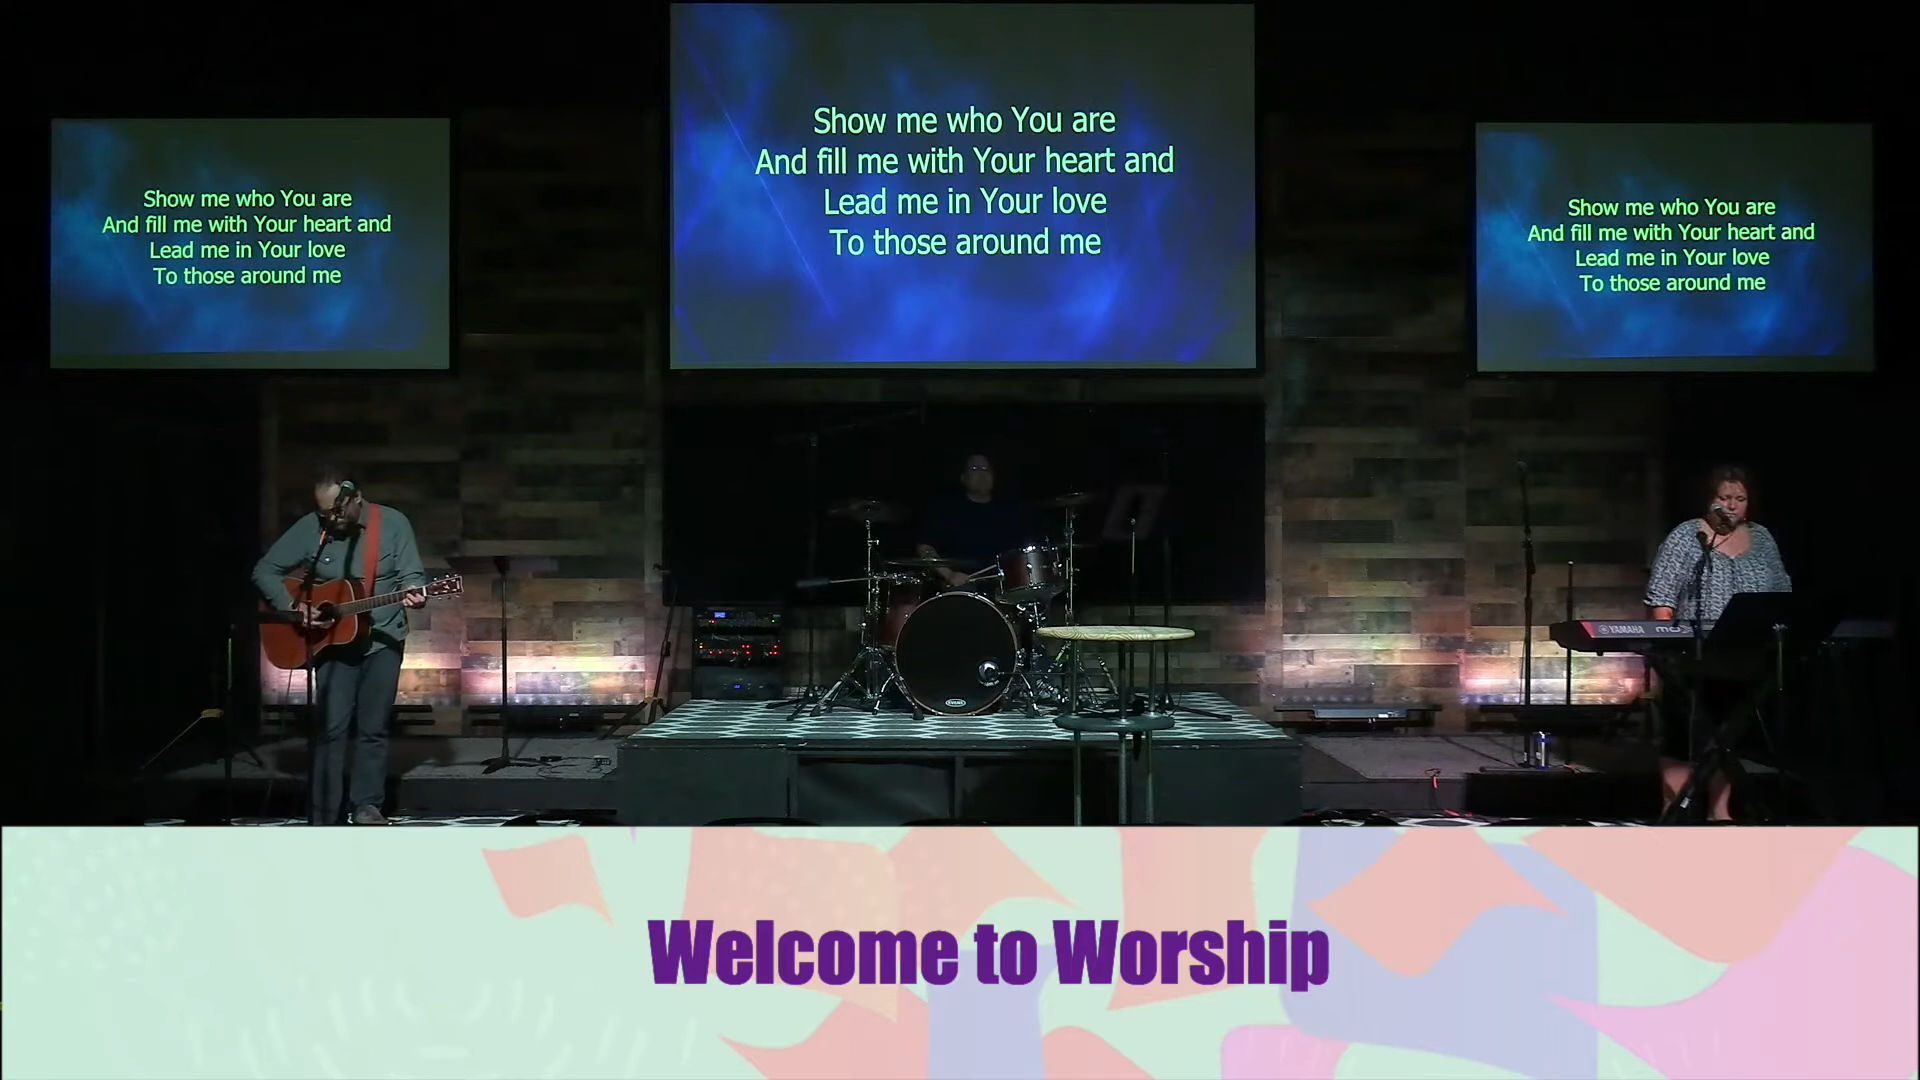 Show me who You are
And fill me with Your heart and
Lead me in Your love
To those around me
Show me who You are
And fill me with Your heart and
Lead me in Your love
To those around me
Show me who You are
And fill me with Your heart and
Lead me in Your love
To those around me
YAMAHA
EVANS
Welcome to Worship